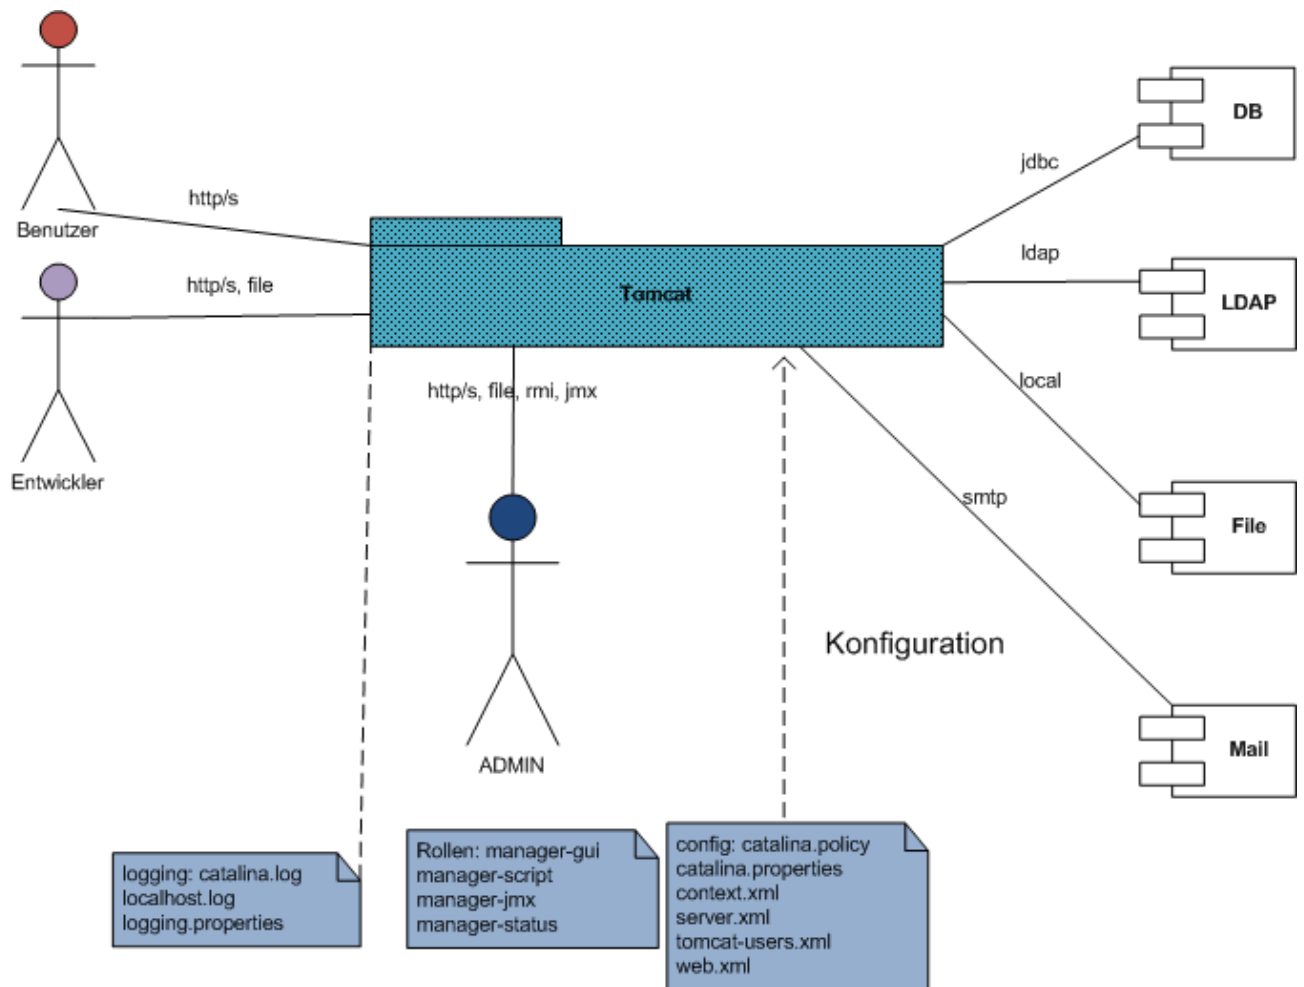 DB
jdbc
http/s
Benutzer
ldap
http/s, file
Tomcat
LDAP
local
http/s, file, rmi, jmx
Entwickler
smtp
File
Konfiguration
Mail
ADMIN
logging: catalina.log
localhost.log
logging.properties
Rollen: manager-gui
manager-script
manager-jmx
manager-status
config: catalina.policy
catalina.properties
context.xml
server.xml
tomcat-users.xml
web.xml